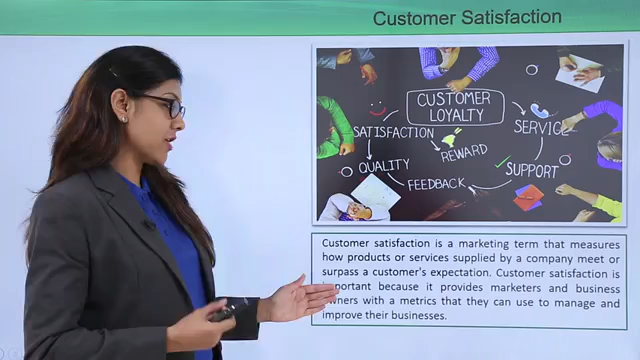 Customer Satisfaction
CUSTOMER
LOYALTY
SATISFACTION
SERVICE
REWARD
QUALITY
SUPPORT
FEEDBACK
Customer satisfaction is a marketing term that measures
how products or services supplied by a company meet or
surpass a customer's expectation. Customer satisfaction is
important because it provides marketers and business
owners with a metrics that they can use to manage and
improve their businesses.